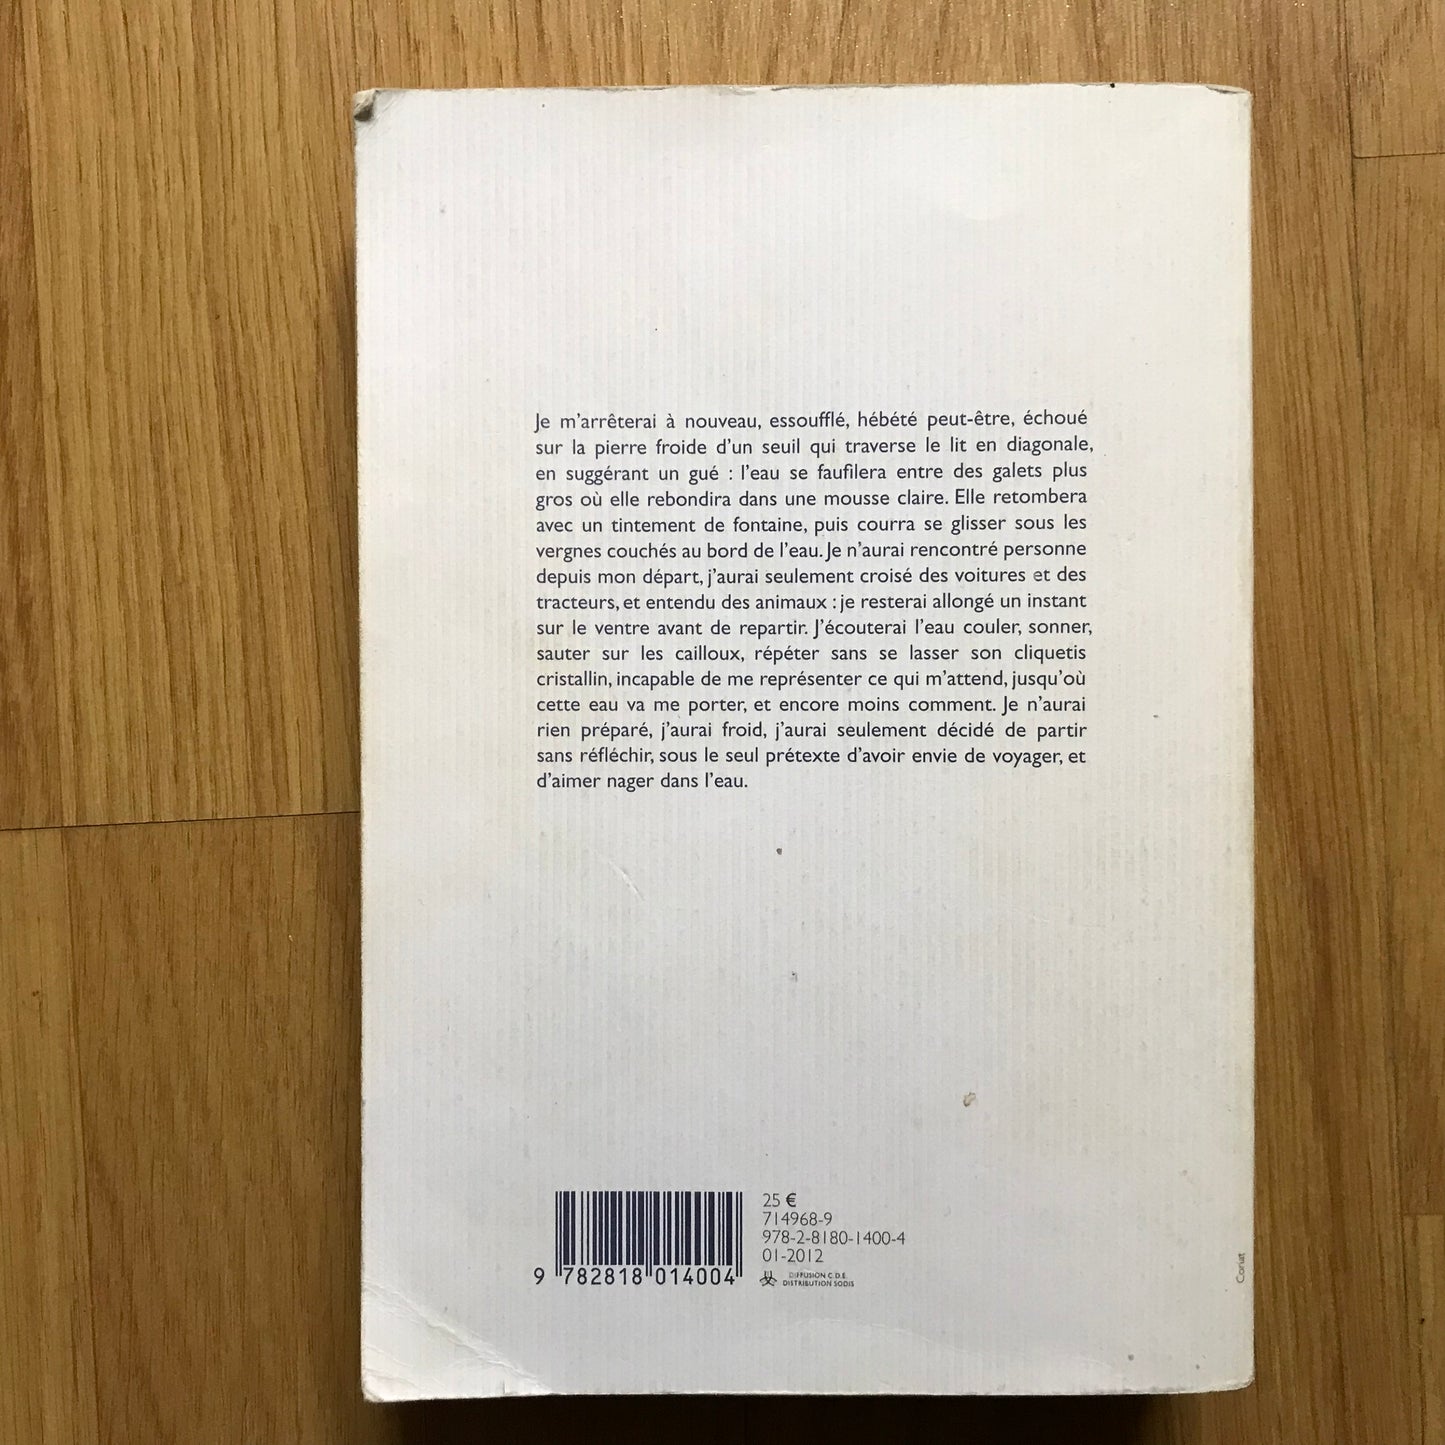 Je m'arrêterai à nouveau, essoufflé, hébété peut-être, échoué
sur la pierre froide d'un seuil qui traverse le lit en diagonale,
en suggérant un gué : l'eau se faufilera entre des galets plus
gros où elle rebondira dans une mousse claire. Elle retombera
avec un tintement de fontaine, puis courra se glisser sous les
vergnes couchés au bord de l'eau. Je n'aurai rencontré personne
depuis mon départ, j'aurai seulement croisé des voitures et des
tracteurs, et entendu des animaux : je resterai allongé un instant
sur le ventre avant de repartir. J'écouterai l'eau couler, sonner,
sauter sur les cailloux, répéter sans se lasser son cliquetis
cristallin, incapable de me représenter ce qui m'attend, jusqu'où
cette eau va me porter, et encore moins comment. Je n'aurai
rien préparé, j'aurai froid, j'aurai seulement décidé de partir
sans réfléchir, sous le seul prétexte d'avoir envie de voyager, et
d'aimer nager dans l'eau.
9 782818 014004
25 €
714968-9
978-2-8180-1400-4
01-2012
DIFFUSION C.D.E.
DISTRIBUTION SODIS
Coriat